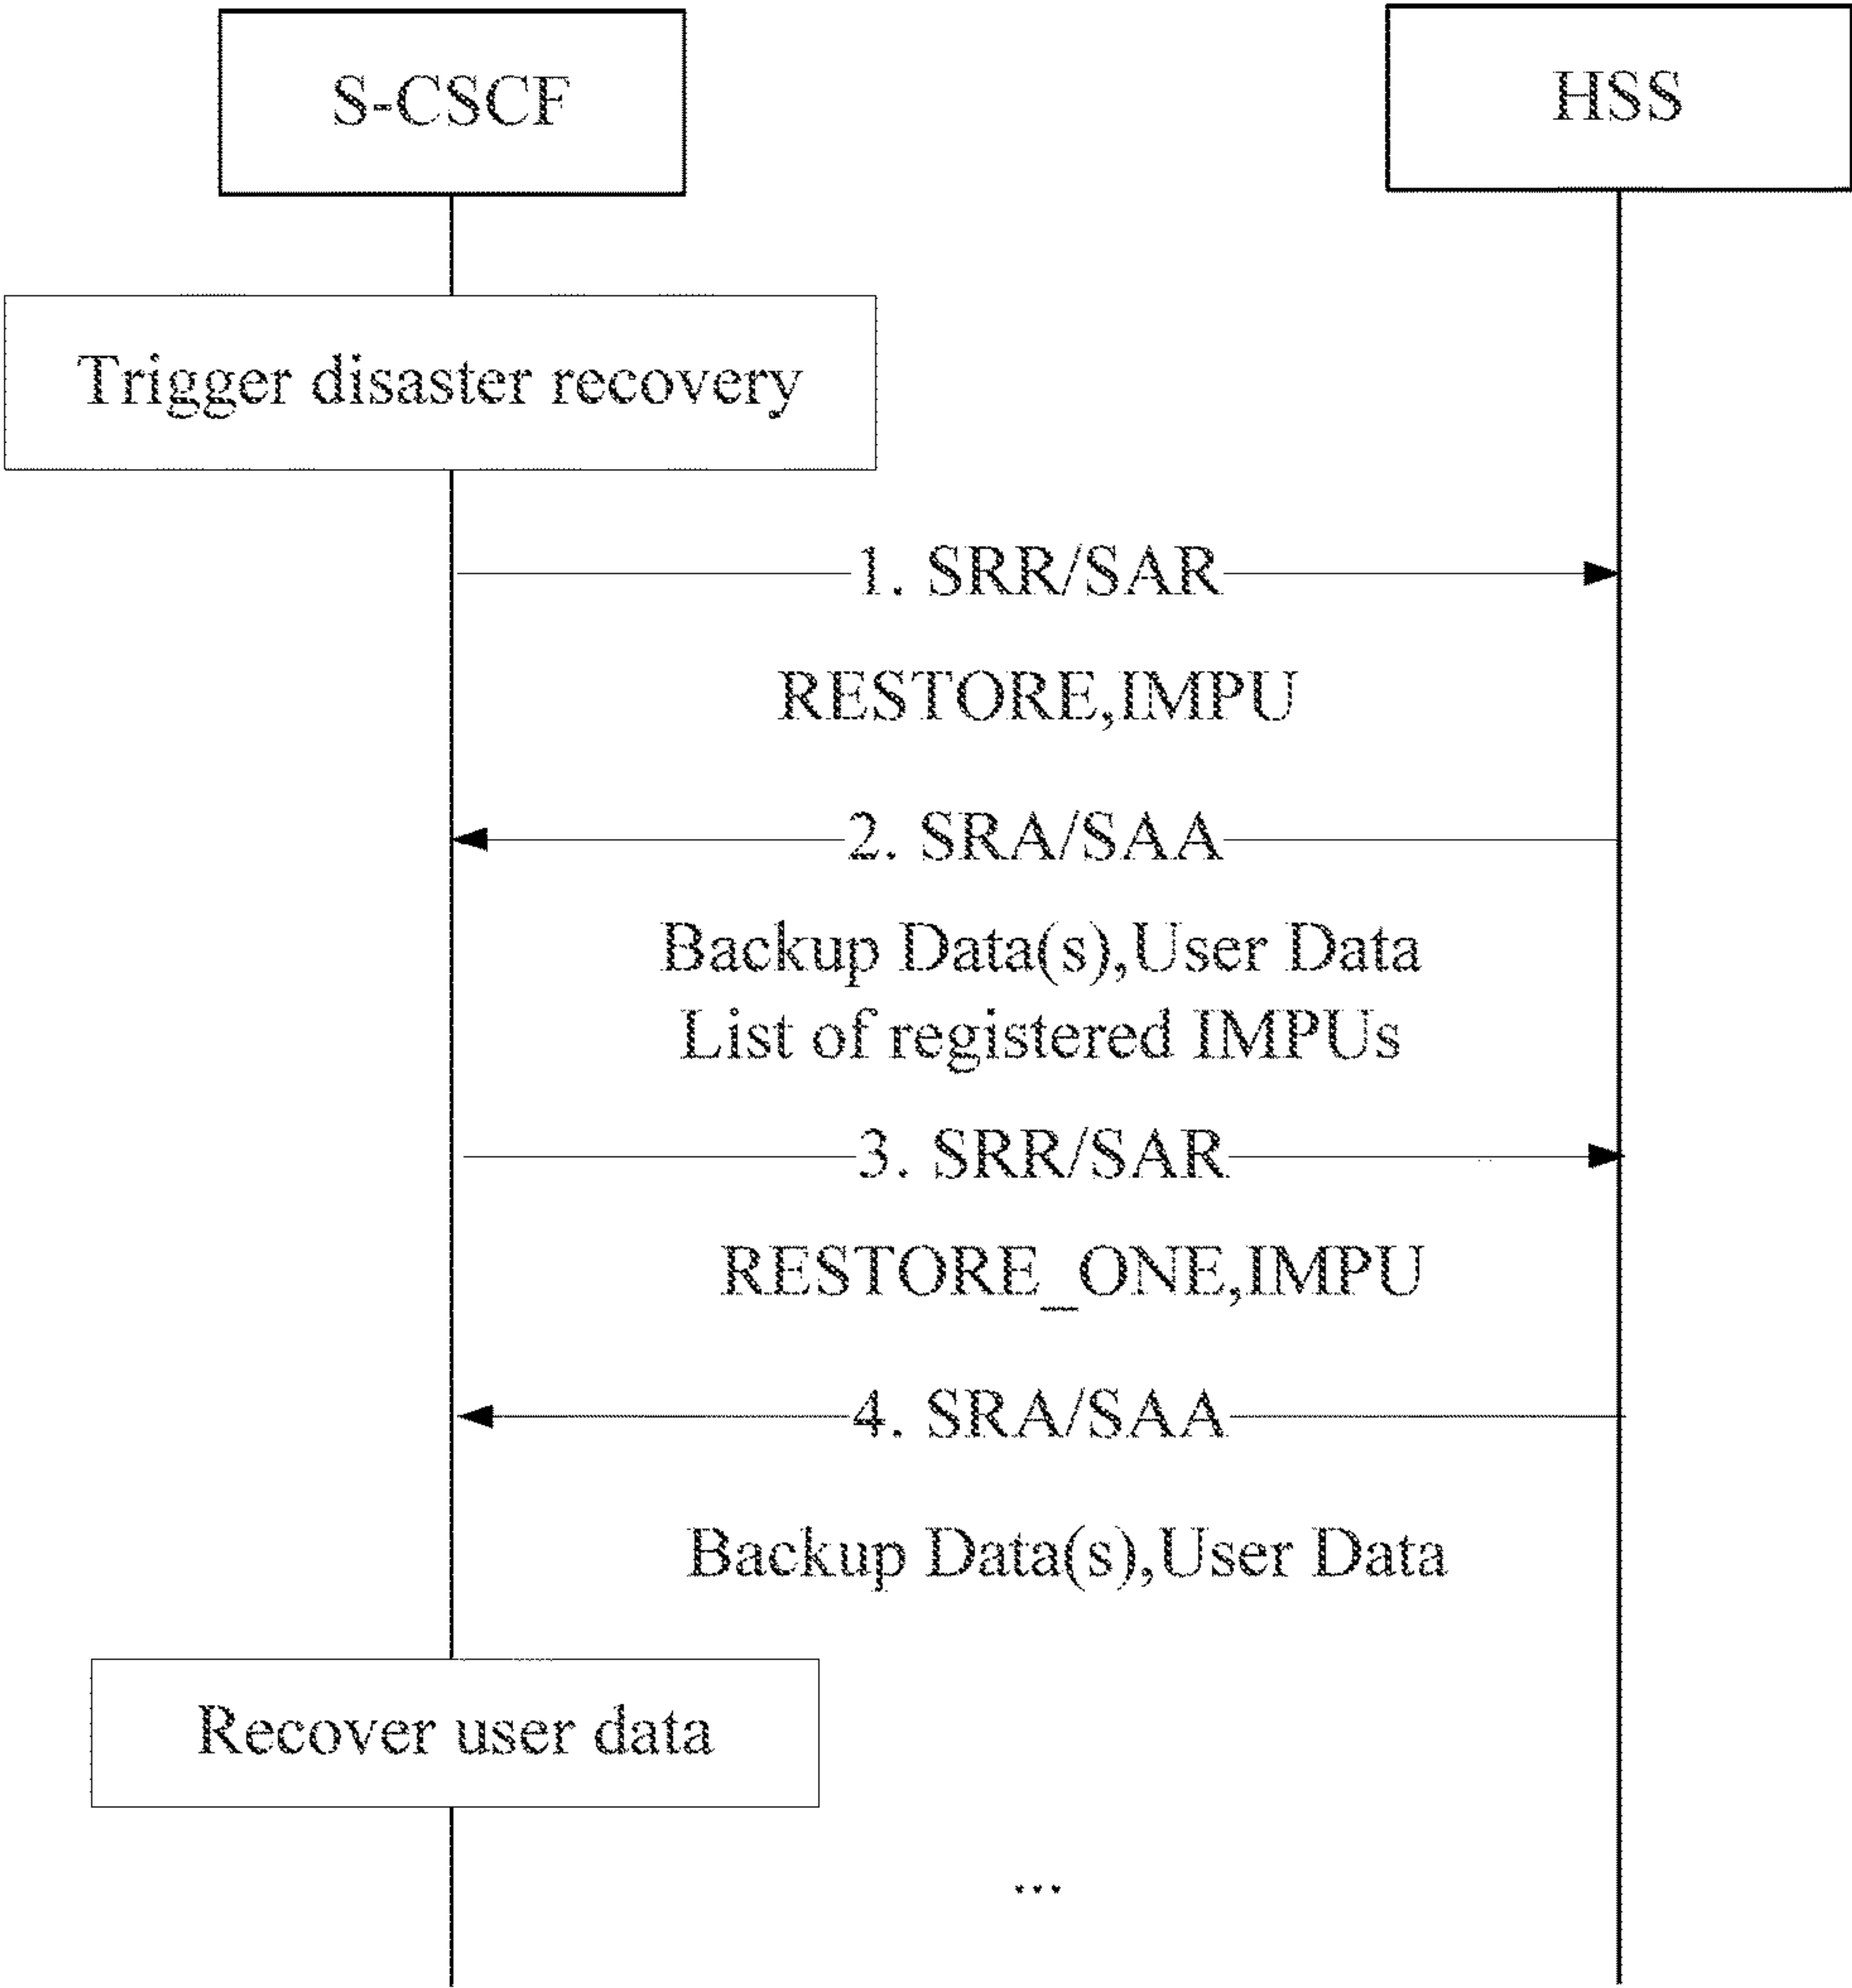 S-CSCF
HSS
Trigger disaster recovery
1. SRR/SAR
RESTORE,IMPU
2. SRA/SAA
Backup Data(s),User Data
List of registered IMPUs
3. SRR/SAR
RESTORE_ONE,IMPU
4. SRA/SAA
Backup Data(s),User Data
Recover user data
...